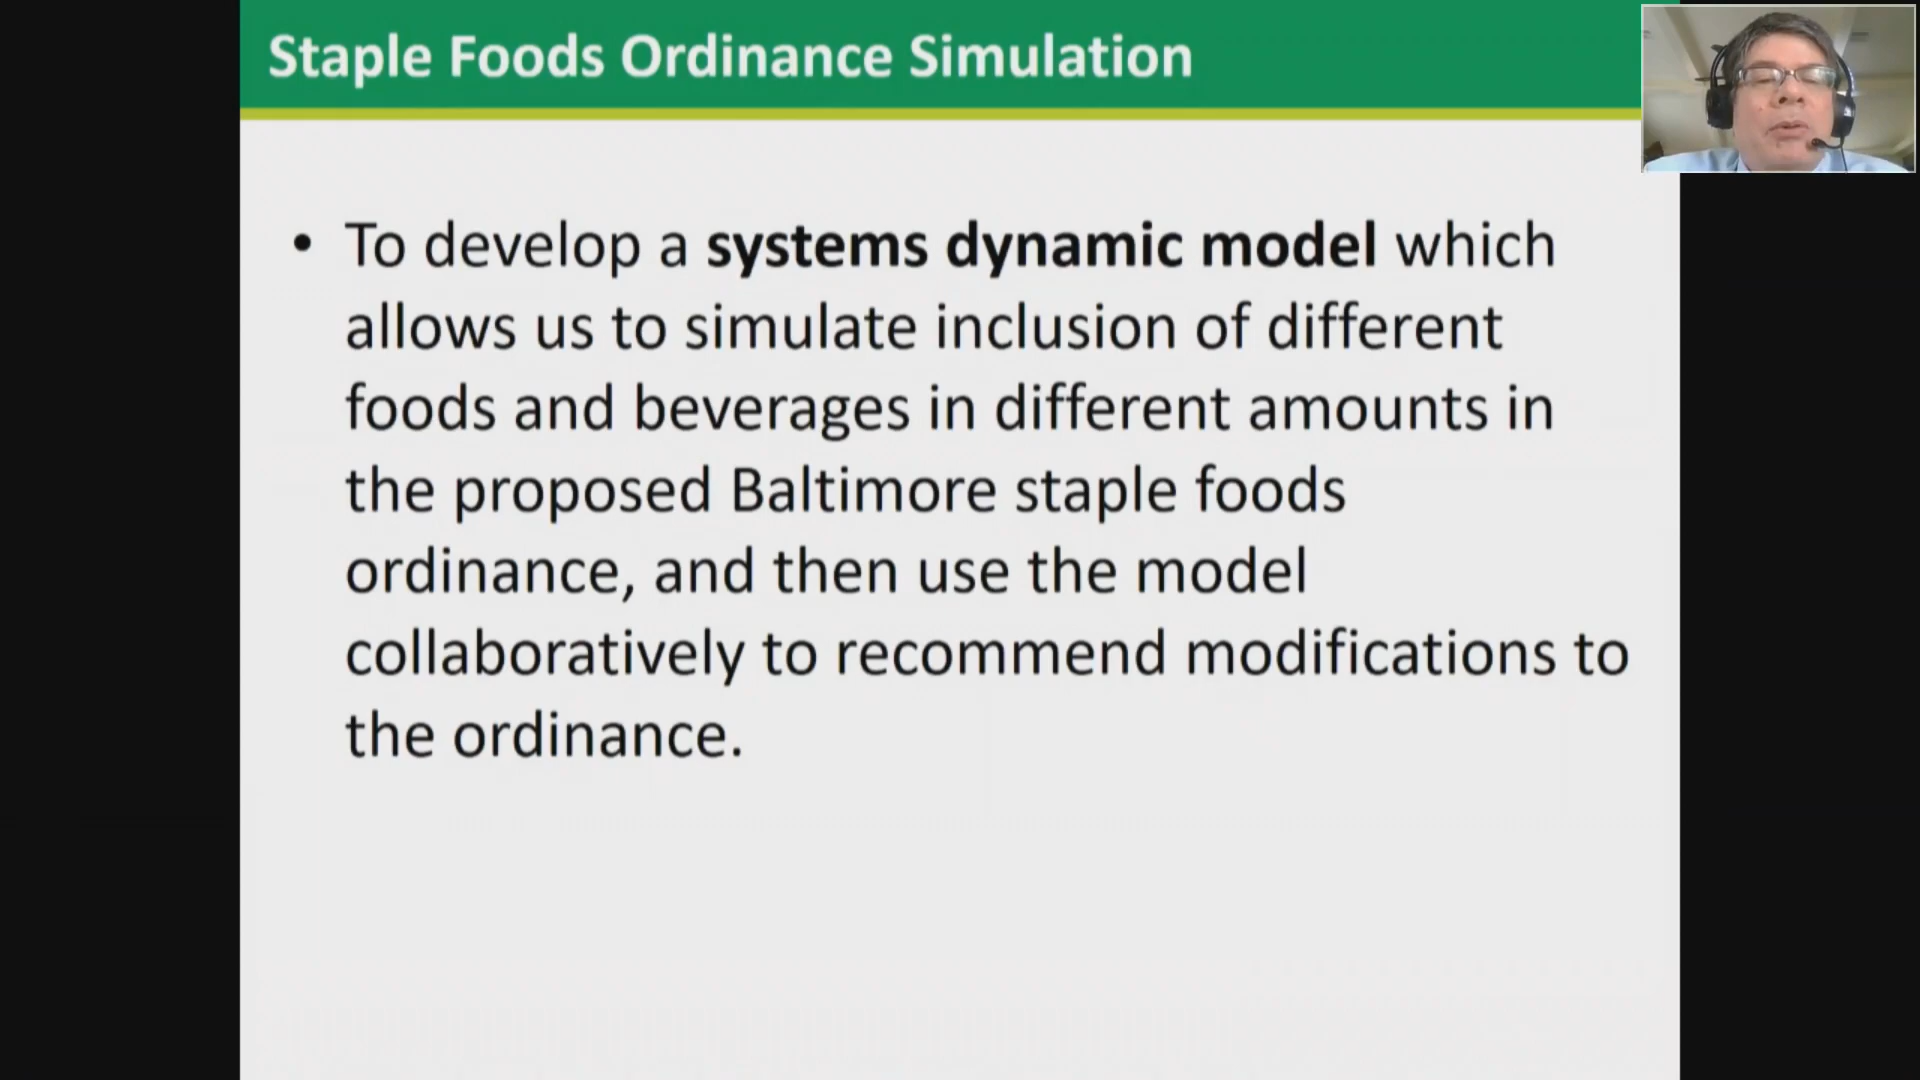 Staple Foods Ordinance Simulation
• To develop a systems dynamic model which
allows us to simulate inclusion of different
foods and beverages in different amounts in
the proposed Baltimore staple foods
ordinance, and then use the model
collaboratively to recommend modifications to
the ordinance.